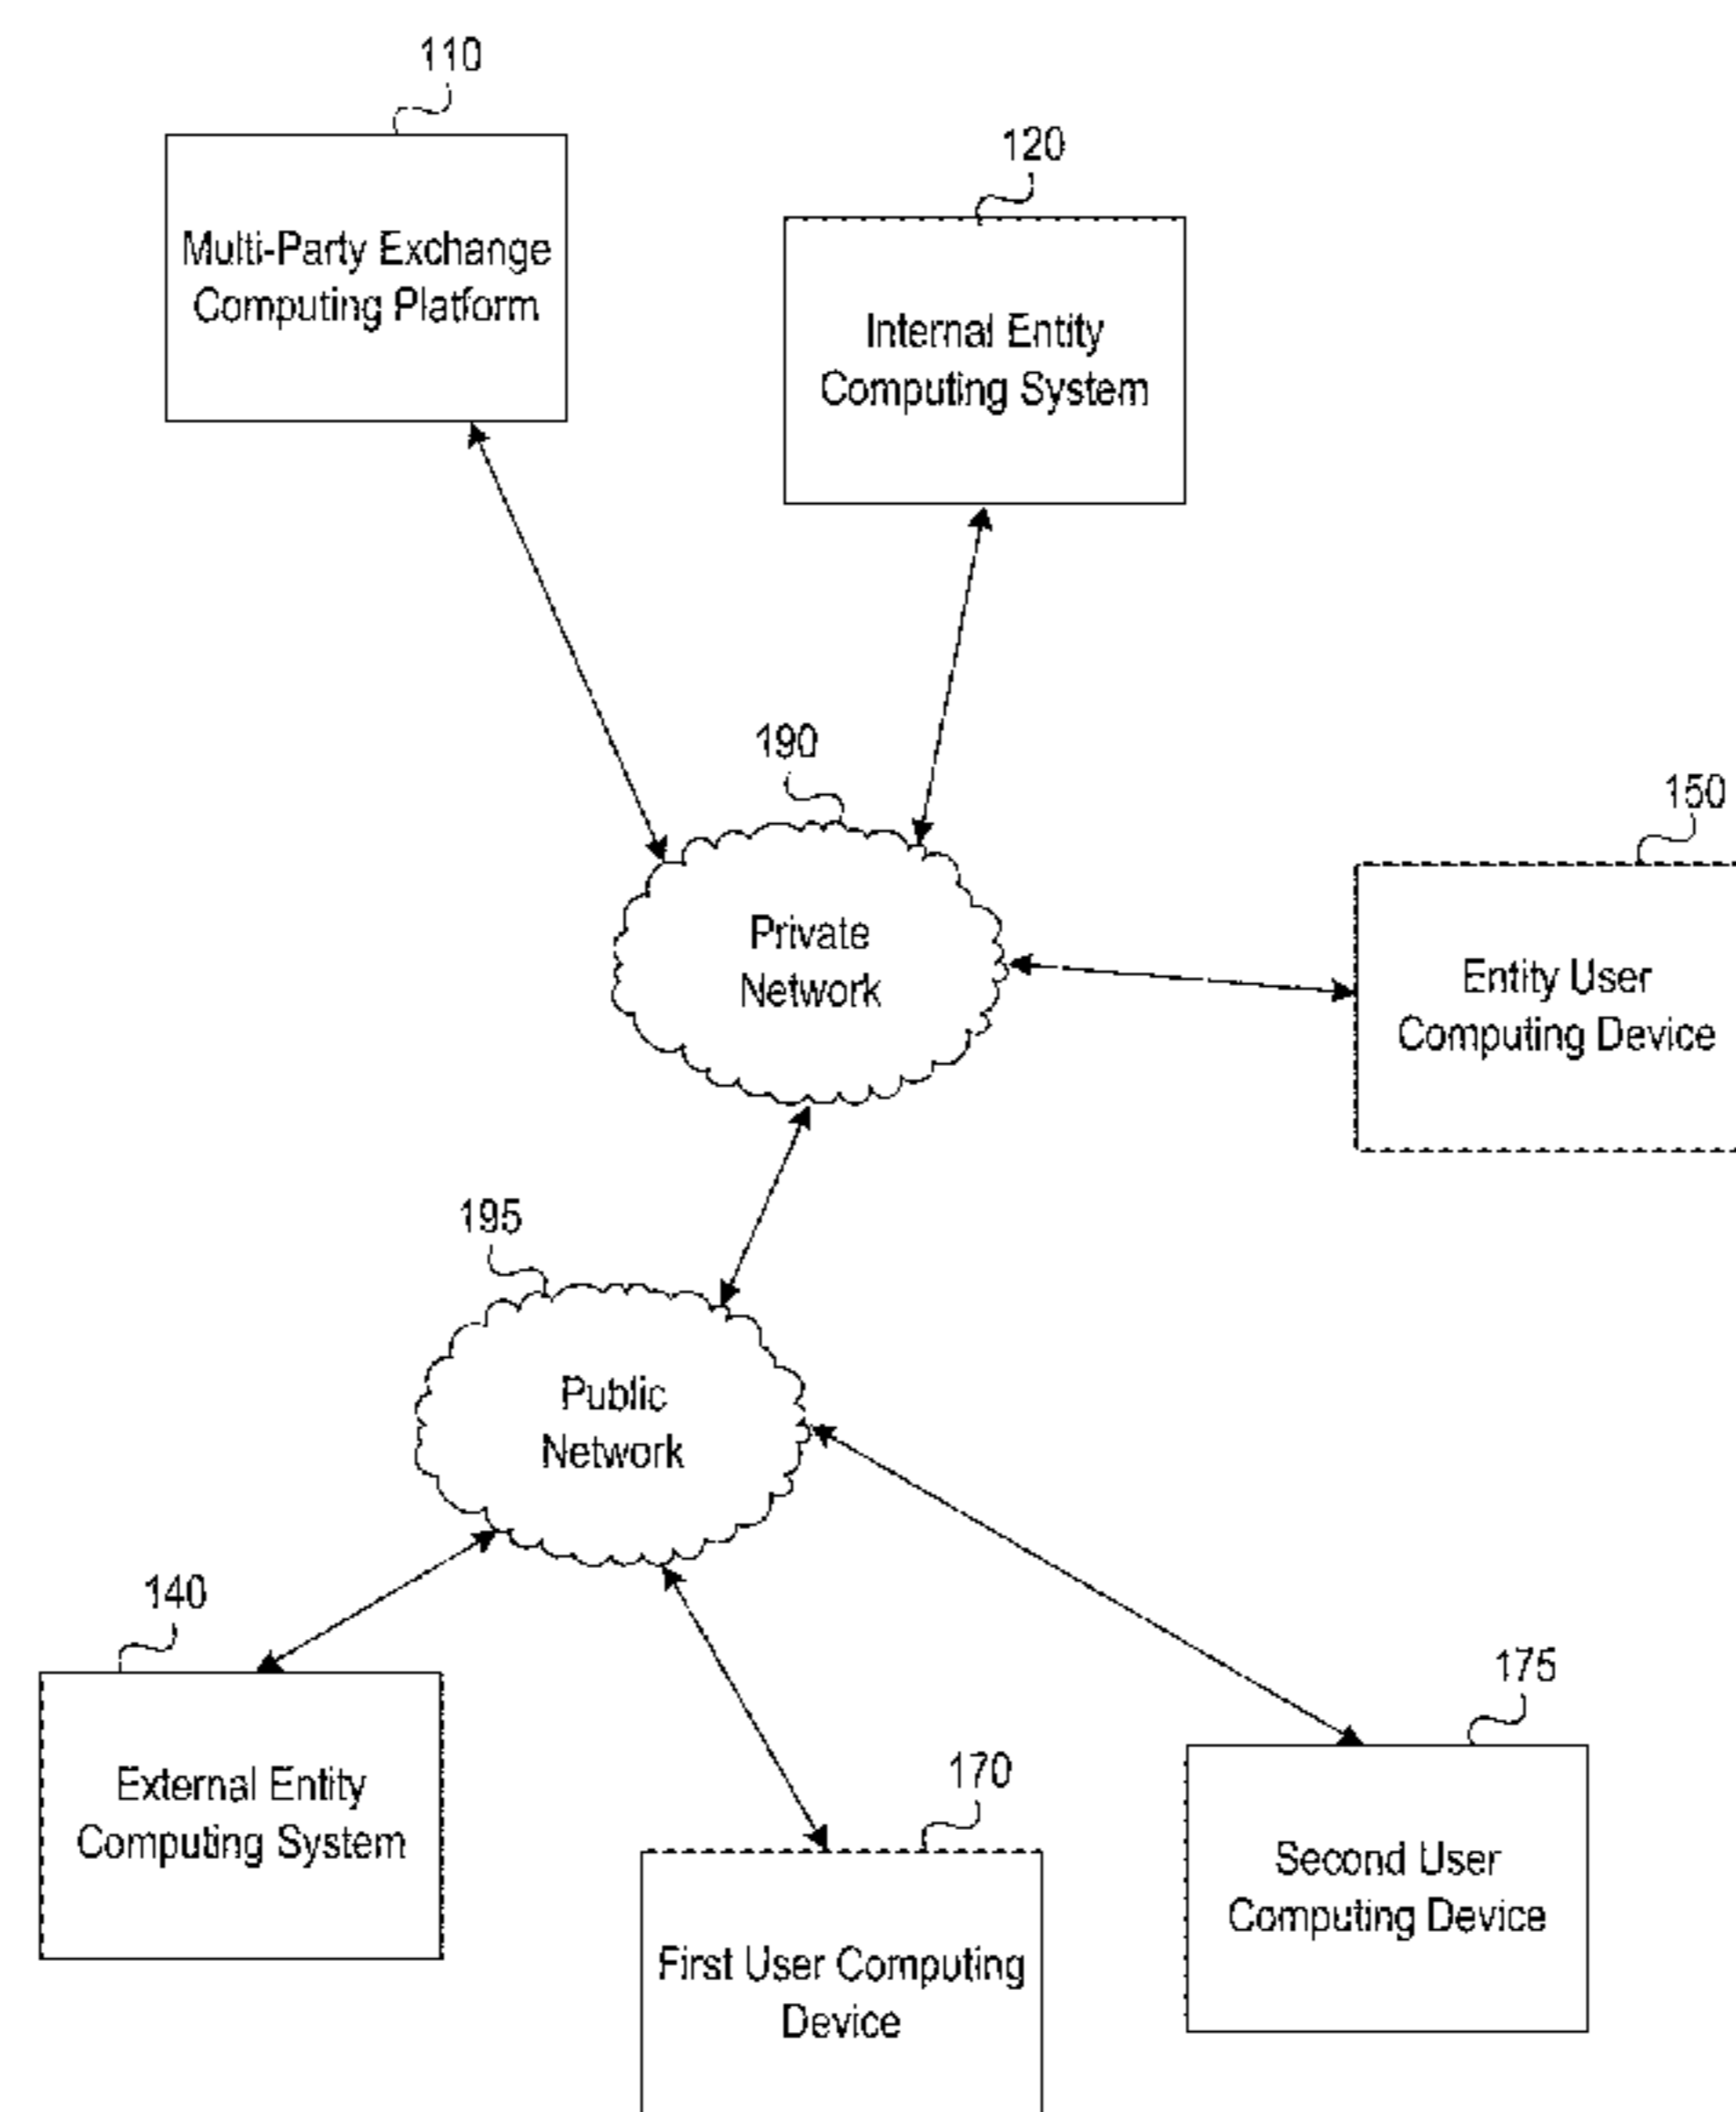 110
Multi-Party Exchange
Computing Platform
120
Internal Entity
Computing System
190
Private
Network
150
Entity User
Computing Device
195
Public
Network
140
External Entity
Computing System
170
First User Computing
Device
175
Second User
Computing Device